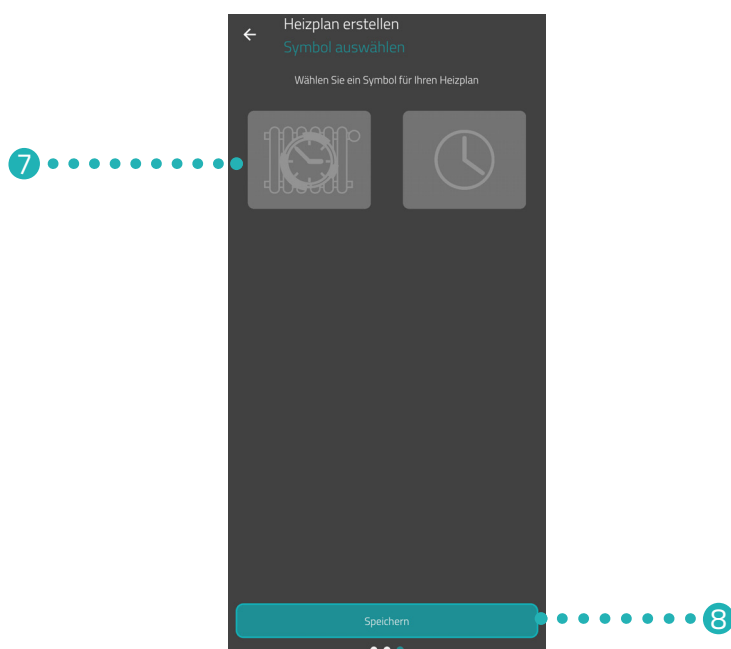 Heizplan erstellen
Symbol auswählen
Wählen Sie ein Symbol für Ihren Heizplan
7
Speichern
8